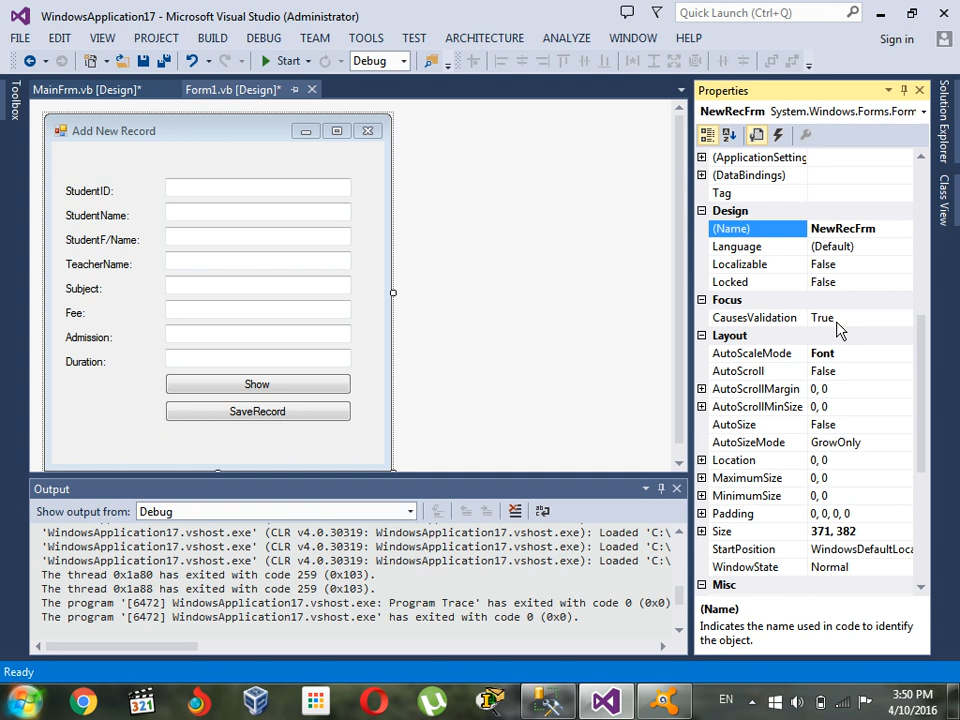 WindowsApplication17 - Microsoft Visual Studio (Administrator)
Quick Launch (Ctrl+Q)
FILE EDIT VIEW PROJECT BUILD DEBUG TEAM TOOLS TEST ARCHITECTURE ANALYZE WINDOW HELP
Sign in
Start Debug
Toolbox
MainFrm.vb [Design]*
Form1.vb [Design]*
Add New Record
StudentID:
StudentName:
StudentF/Name:
TeacherName:
Subject:
Fee:
Admission:
Duration:
Show
SaveRecord
Properties
NewRecFrm System.Windows.Forms.Form
(ApplicationSetting
(DataBindings)
Tag
Design
(Name) NewRecFrm
Language (Default)
Localizable False
Locked False
Focus
CausesValidation True
Layout
AutoScaleMode Font
AutoScroll False
AutoScrollMargin 0, 0
AutoScrollMinSize 0, 0
AutoSize False
AutoSizeMode GrowOnly
Location 0, 0
MaximumSize 0, 0
MinimumSize 0, 0
Padding 0, 0, 0, 0
Size 371, 382
StartPosition WindowsDefaultLoca
WindowState Normal
Misc
(Name)
Indicates the name used in code to identify
the object.
Solution Explorer
Class View
Output
Show output from: Debug
'WindowsApplication17.vshost.exe' (CLR v4.0.30319: WindowsApplication17.vshost.exe): Loaded 'C:\
'WindowsApplication17.vshost.exe' (CLR v4.0.30319: WindowsApplication17.vshost.exe): Loaded 'C:\
'WindowsApplication17.vshost.exe' (CLR v4.0.30319: WindowsApplication17.vshost.exe): Loaded 'C:\
The thread 0x1a80 has exited with code 259 (0x103).
The thread 0x1a88 has exited with code 259 (0x103).
The program '[6472] WindowsApplication17.vshost.exe: Program Trace' has exited with code 0 (0x0)
The program '[6472] WindowsApplication17.vshost.exe' has exited with code 0 (0x0).
Ready
321
EN
3:50 PM
4/10/2016